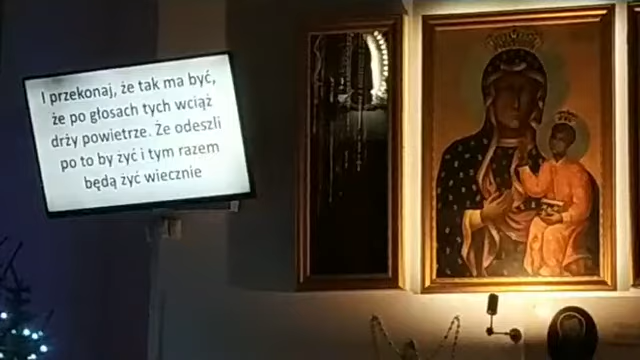 I przekonaj, że tak ma być,
że po głosach tych wciąż
drży powietrze. Że odeszli
po to by żyć i tym razem
będą żyć wiecznie